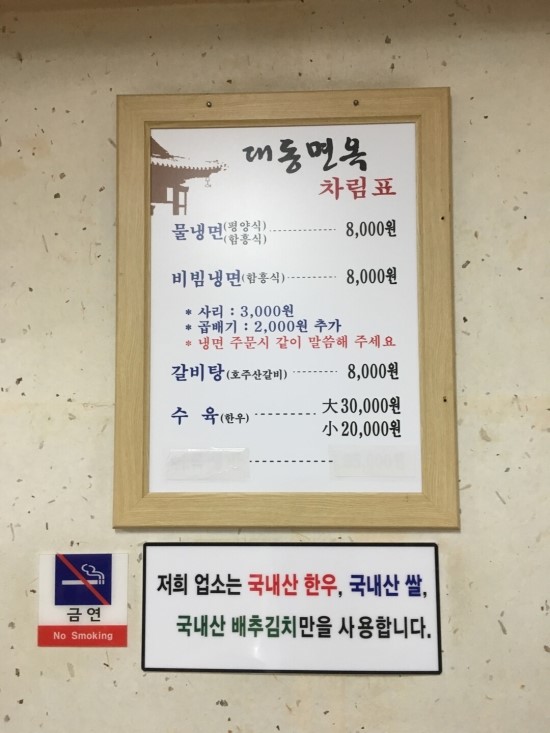 대동면옥
차림표
물냉면(평양식)(함흥식) 8,000원
비빔냉면(함흥식) 8,000원
* 사리 : 3,000원
* 곱배기 : 2,000원 추가
* 냉면 주문시 같이 말씀해 주세요
갈비탕(호주산갈비) 8,000원
수 육(한우) 大 30,000원
小 20,000원
금연
No Smoking
저희 업소는 국내산 한우, 국내산 쌀,
국내산 배추김치만을 사용합니다.